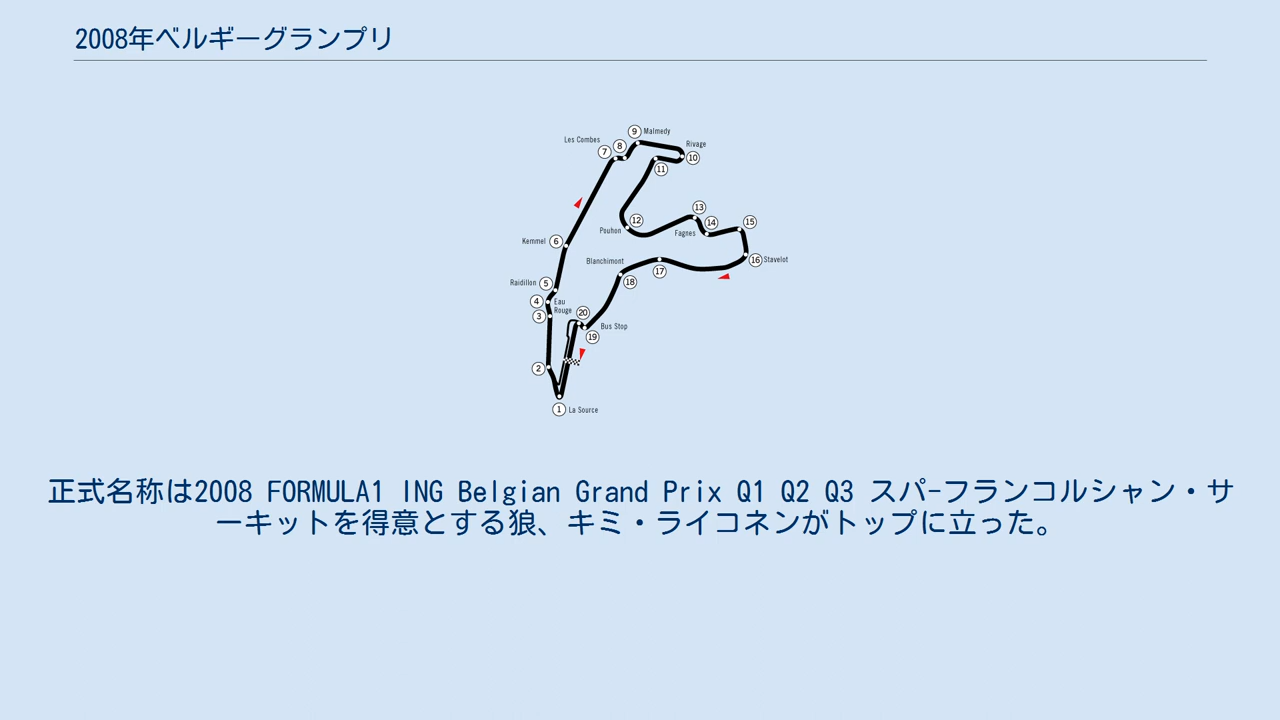 2008年ベルギーグランプリ
9 Malmedy
Les Combes
8
7
Rivage
10
11
13
12
14
15
Pouhon
Fagnes
Kemmel 6
Blanchimont
16 Stavelot
17
18
Raidillon 5
4 Eau
Rouge
3
20
Bus Stop
19
2
1 La Source
正式名称は2008 FORMULA1 ING Belgian Grand Prix Q1 Q2 Q3 スパ-フランコルシャン・サ
ーキットを得意とする狼、キミ・ライコネンがトップに立った。